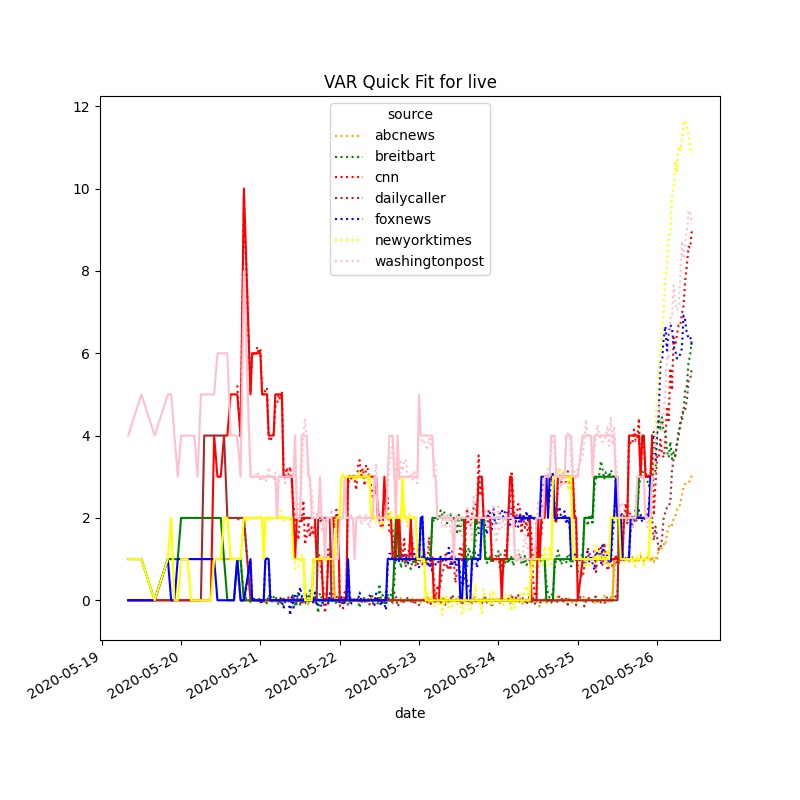 VAR Quick Fit for live
12
10
8
6
4
2
0
source
abcnews
breitbart
cnn
dailycaller
foxnews
newyorktimes
washingtonpost
2020-05-19
2020-05-20
2020-05-21
2020-05-22
2020-05-23
2020-05-24
2020-05-25
2020-05-26
date